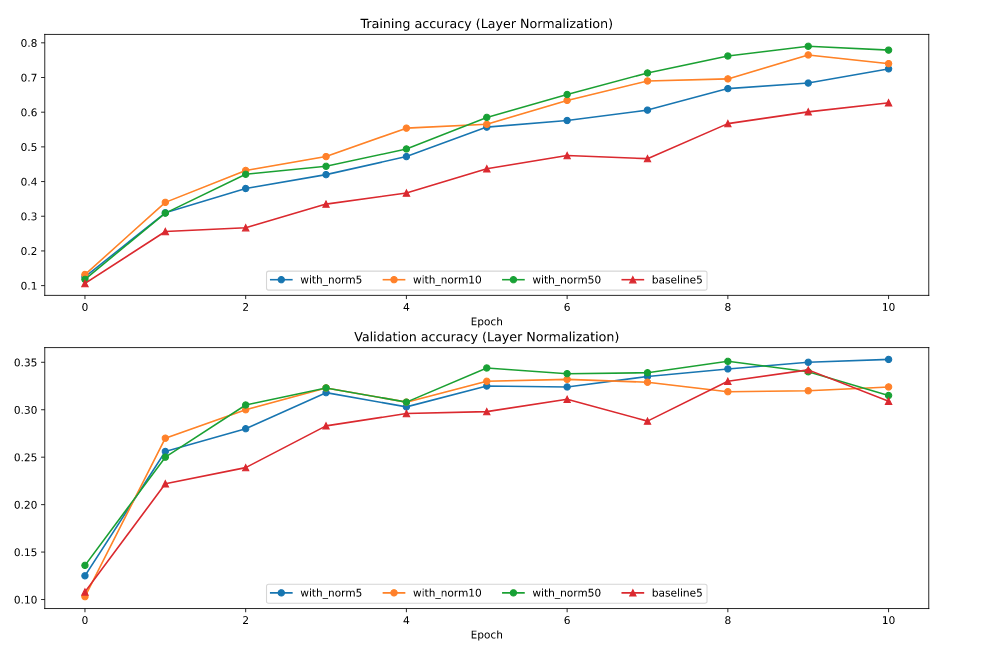 Training accuracy (Layer Normalization)
0.8
0.7
0.6
0.5
0.4
0.3
0.2
0.1
with_norm5 with_norm10 with_norm50 baseline5
0 2 4 6 8 10
Epoch
Validation accuracy (Layer Normalization)
0.35
0.30
0.25
0.20
0.15
0.10
with_norm5 with_norm10 with_norm50 baseline5
0 2 4 6 8 10
Epoch